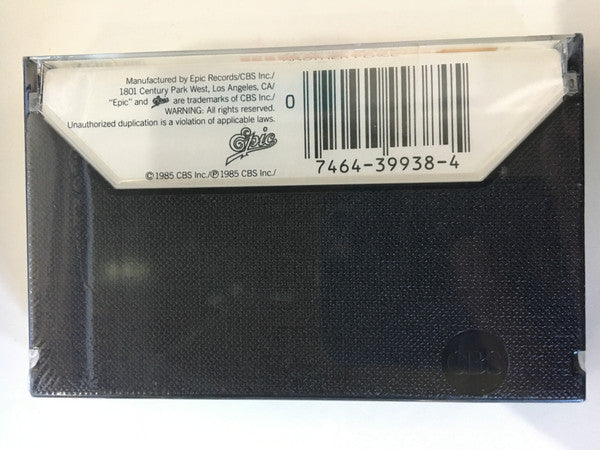 Manufactured by Epic Records/CBS Inc./
1801 Century Park West, Los Angeles, CA/
"Epic" and Epic are trademarks of CBS Inc./
WARNING: All rights reserved.
Unauthorized duplication is a violation of applicable laws.
Epic
© 1985 CBS Inc./℗ 1985 CBS Inc./
0
7464-39938-4
CBS